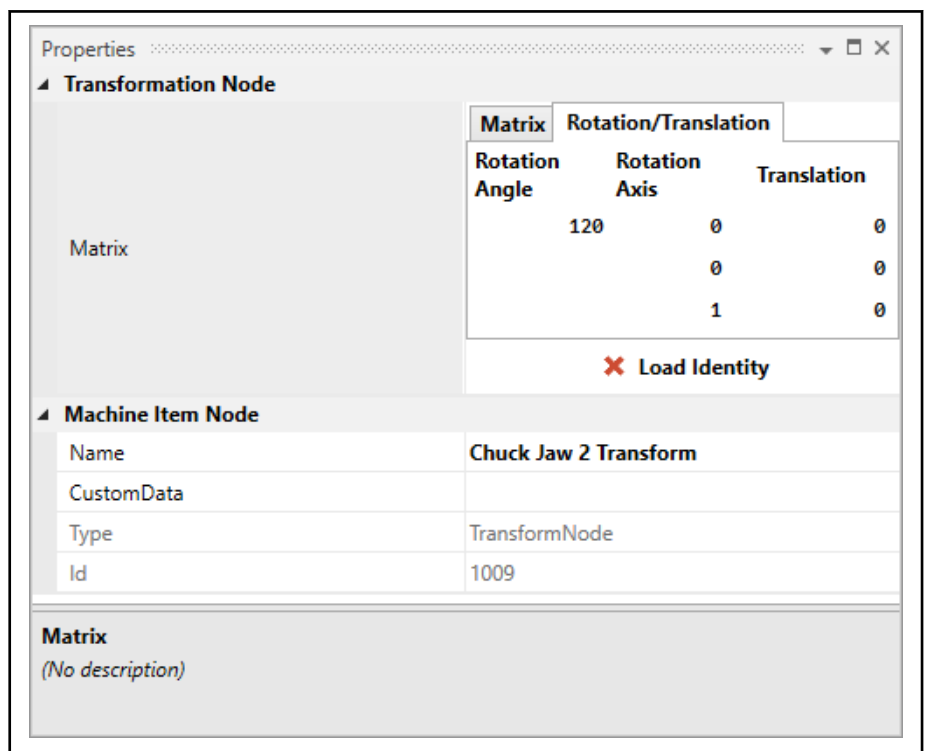 Properties
Transformation Node
Matrix
Matrix Rotation/Translation
Rotation Angle Rotation Axis Translation
120 0 0
0 0
1 0
Load Identity
Machine Item Node
Name Chuck Jaw 2 Transform
CustomData
Type TransformNode
Id 1009
Matrix
(No description)